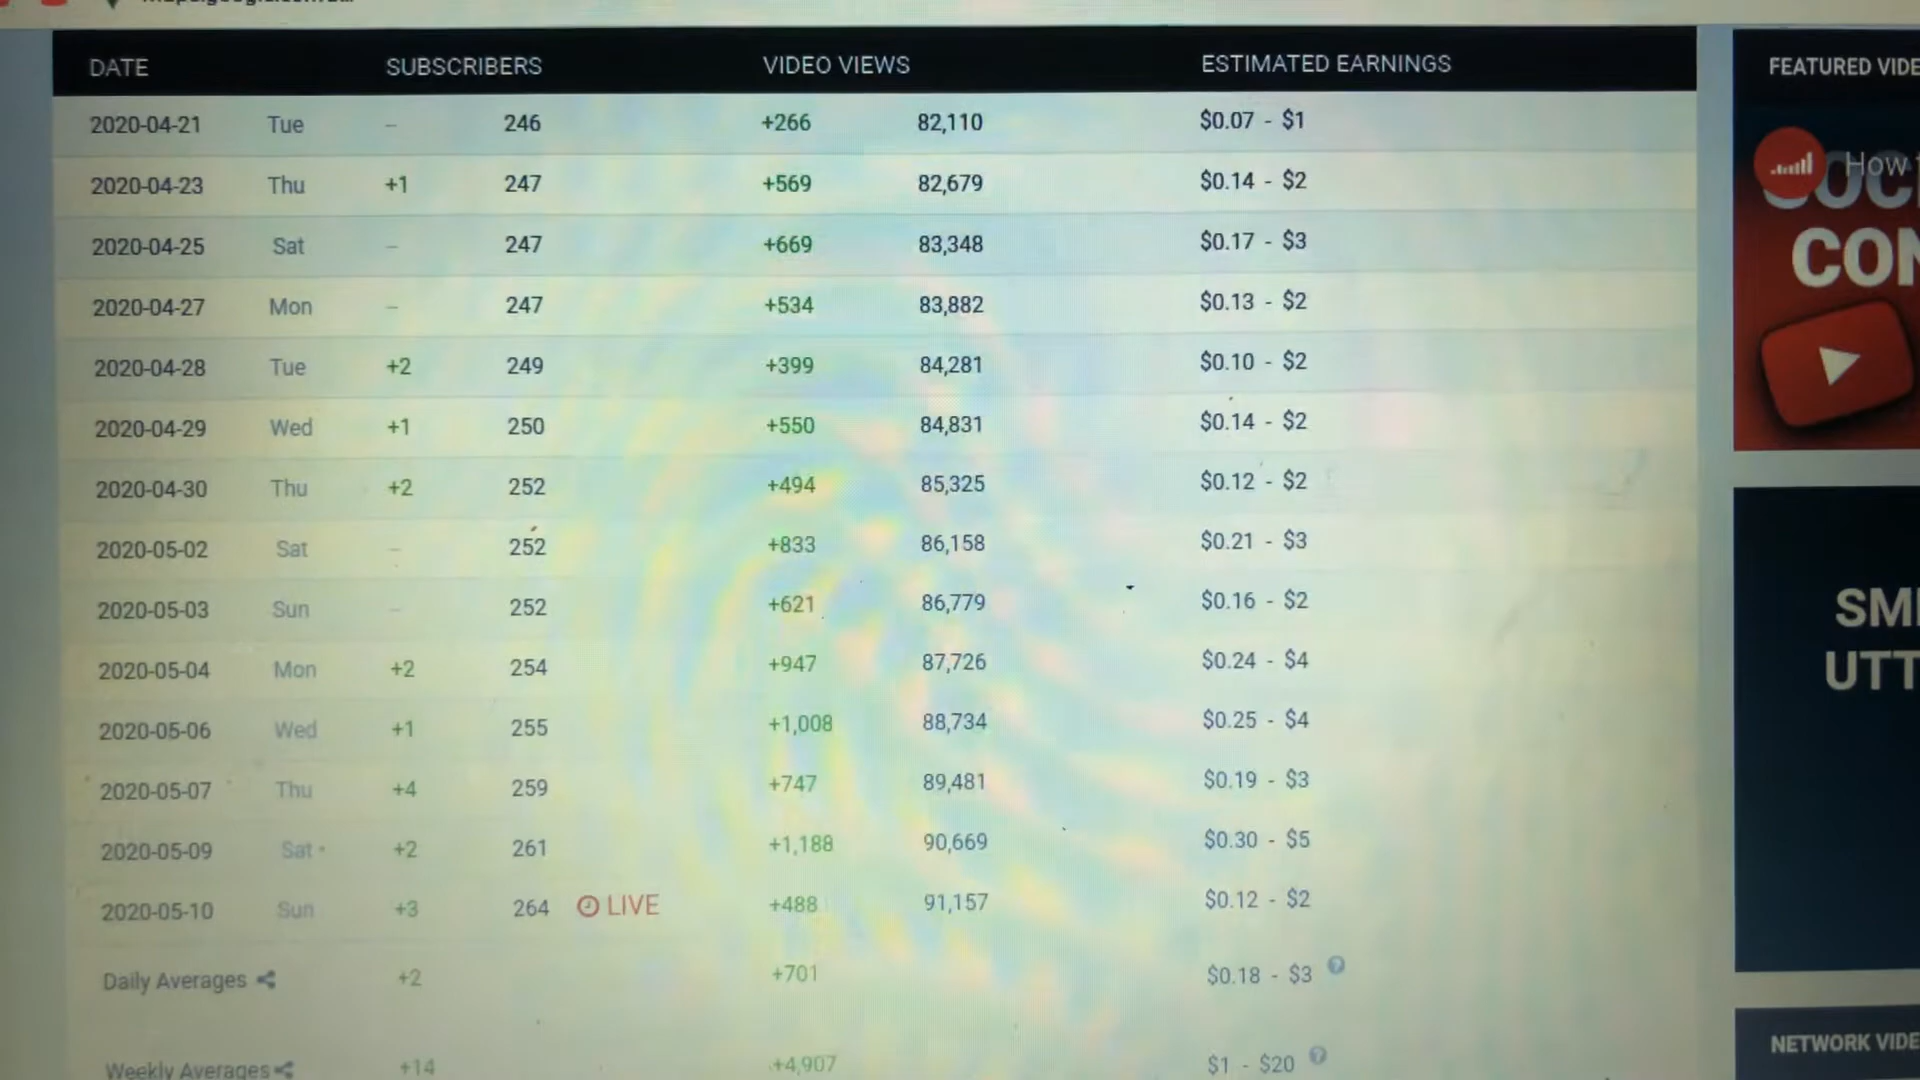 DATE SUBSCRIBERS VIDEO VIEWS ESTIMATED EARNINGS
2020-04-21 Tue – 246 +266 82,110 $0.07 - $1
2020-04-23 Thu +1 247 +569 82,679 $0.14 - $2
2020-04-25 Sat – 247 +669 83,348 $0.17 - $3
2020-04-27 Mon – 247 +534 83,882 $0.13 - $2
2020-04-28 Tue +2 249 +399 84,281 $0.10 - $2
2020-04-29 Wed +1 250 +550 84,831 $0.14 - $2
2020-04-30 Thu +2 252 +494 85,325 $0.12 - $2
2020-05-02 Sat – 252 +833 86,158 $0.21 - $3
2020-05-03 Sun – 252 +621 86,779 $0.16 - $2
2020-05-04 Mon +2 254 +947 87,726 $0.24 - $4
2020-05-06 Wed +1 255 +1,008 88,734 $0.25 - $4
2020-05-07 Thu +4 259 +747 89,481 $0.19 - $3
2020-05-09 Sat +2 261 +1,188 90,669 $0.30 - $5
2020-05-10 Sun +3 264 LIVE +488 91,157 $0.12 - $2
Daily Averages +2 +701 $0.18 - $3
Weekly Averages +14 +4,907 $1 - $20
FEATURED VIDE
How
OCI
CON
SMI
UTT
NETWORK VIDE